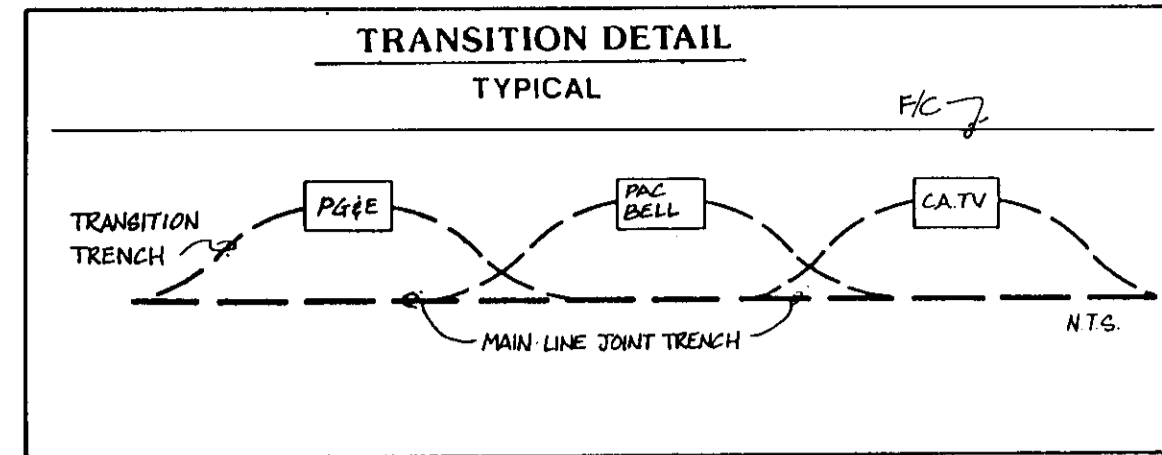 TRANSITION DETAIL
TYPICAL
F/C
PG&E
PAC
BELL
CA.TV
TRANSITION
TRENCH
MAIN LINE JOINT TRENCH
N.T.S.